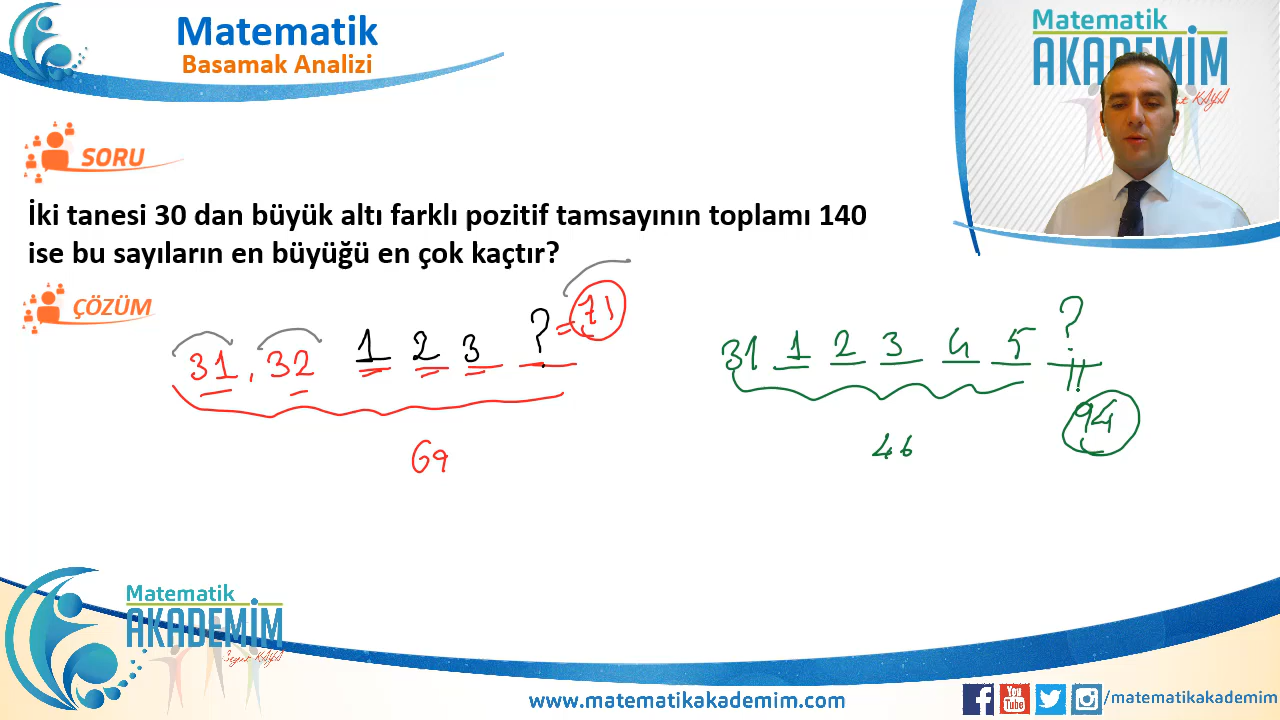 Matematik
Basamak Analizi
Matematik
AKADEMİM
SORU
İki tanesi 30 dan büyük altı farklı pozitif tamsayının toplamı 140
ise bu sayıların en büyüğü en çok kaçtır?
ÇÖZÜM
31, 32 1 2 3 ? = 71
69
31 1 2 3 4 5 ?
94
46
Matematik
AKADEMİM
www.matematikakademim.com
You
Tube
/matematikakademim